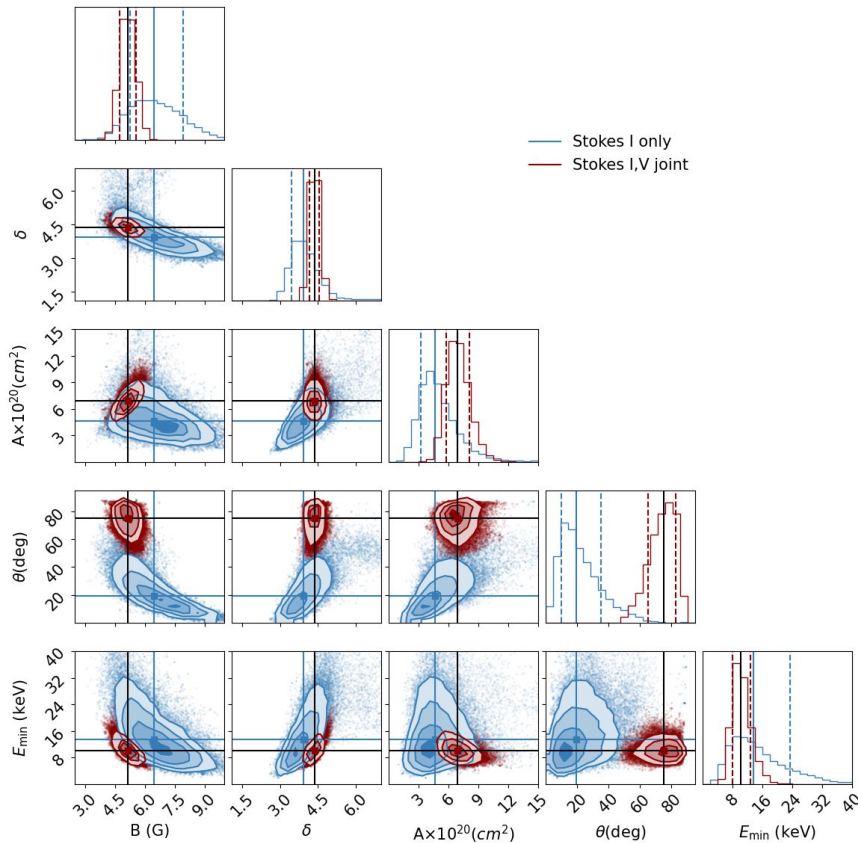 Stokes I only
Stokes I,V joint
6.0
4.5
3.0
1.5
δ
15
12
9
6
3
A×10²⁰(cm²)
80
60
40
20
θ(deg)
40
32
24
16
8
E_min (keV)
3.0 4.5 6.0 7.5 9.0
B (G)
1.5 3.0 4.5 6.0
δ
3 6 9 12 15
A×10²⁰(cm²)
20 40 60 80
θ(deg)
8 16 24 32 40
E_min (keV)